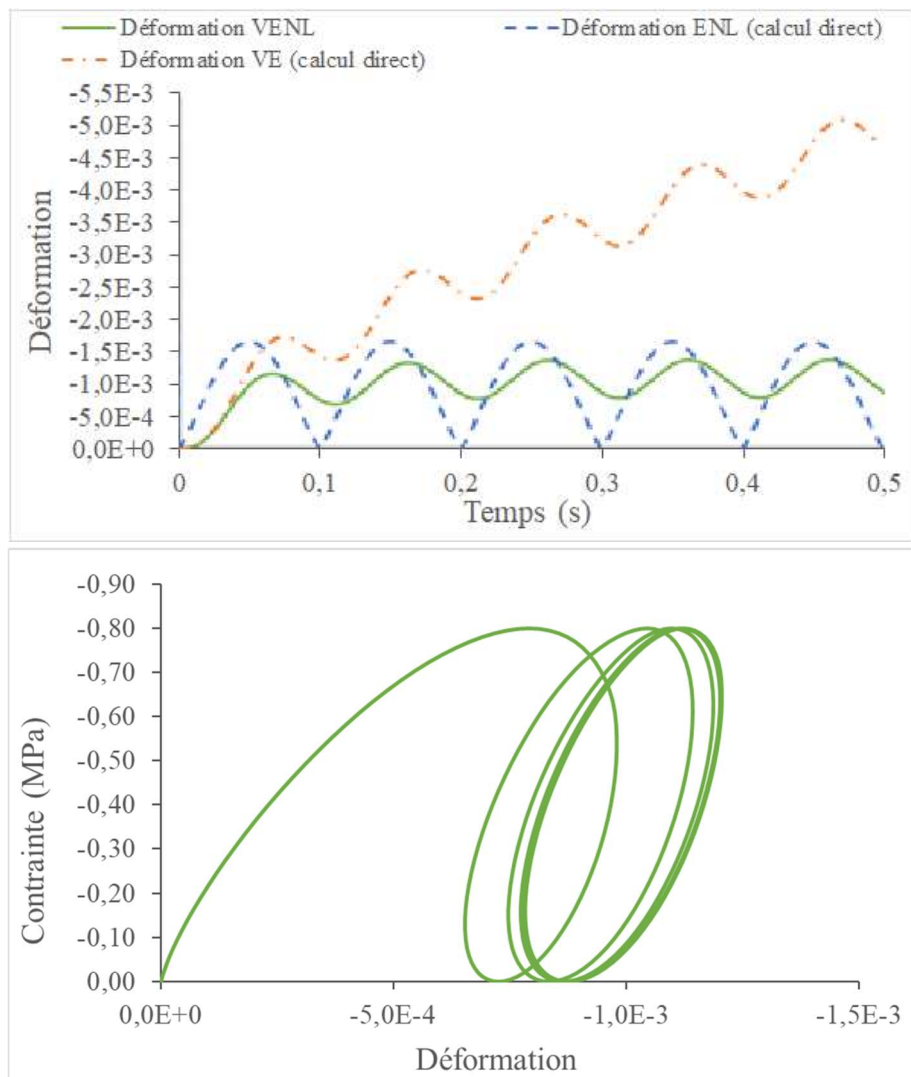 Déformation VENL Déformation ENL (calcul direct)
Déformation VE (calcul direct)
-5,5E-3
-5,0E-3
-4,5E-3
-4,0E-3
-3,5E-3
-3,0E-3
-2,5E-3
-2,0E-3
-1,5E-3
-1,0E-3
-5,0E-4
0,0E+0
Déformation
0 0,1 0,2 0,3 0,4 0,5
Temps (s)
-0,90
-0,80
-0,70
-0,60
-0,50
-0,40
-0,30
-0,20
-0,10
0,00
Contrainte (MPa)
0,0E+0 -5,0E-4 -1,0E-3 -1,5E-3
Déformation